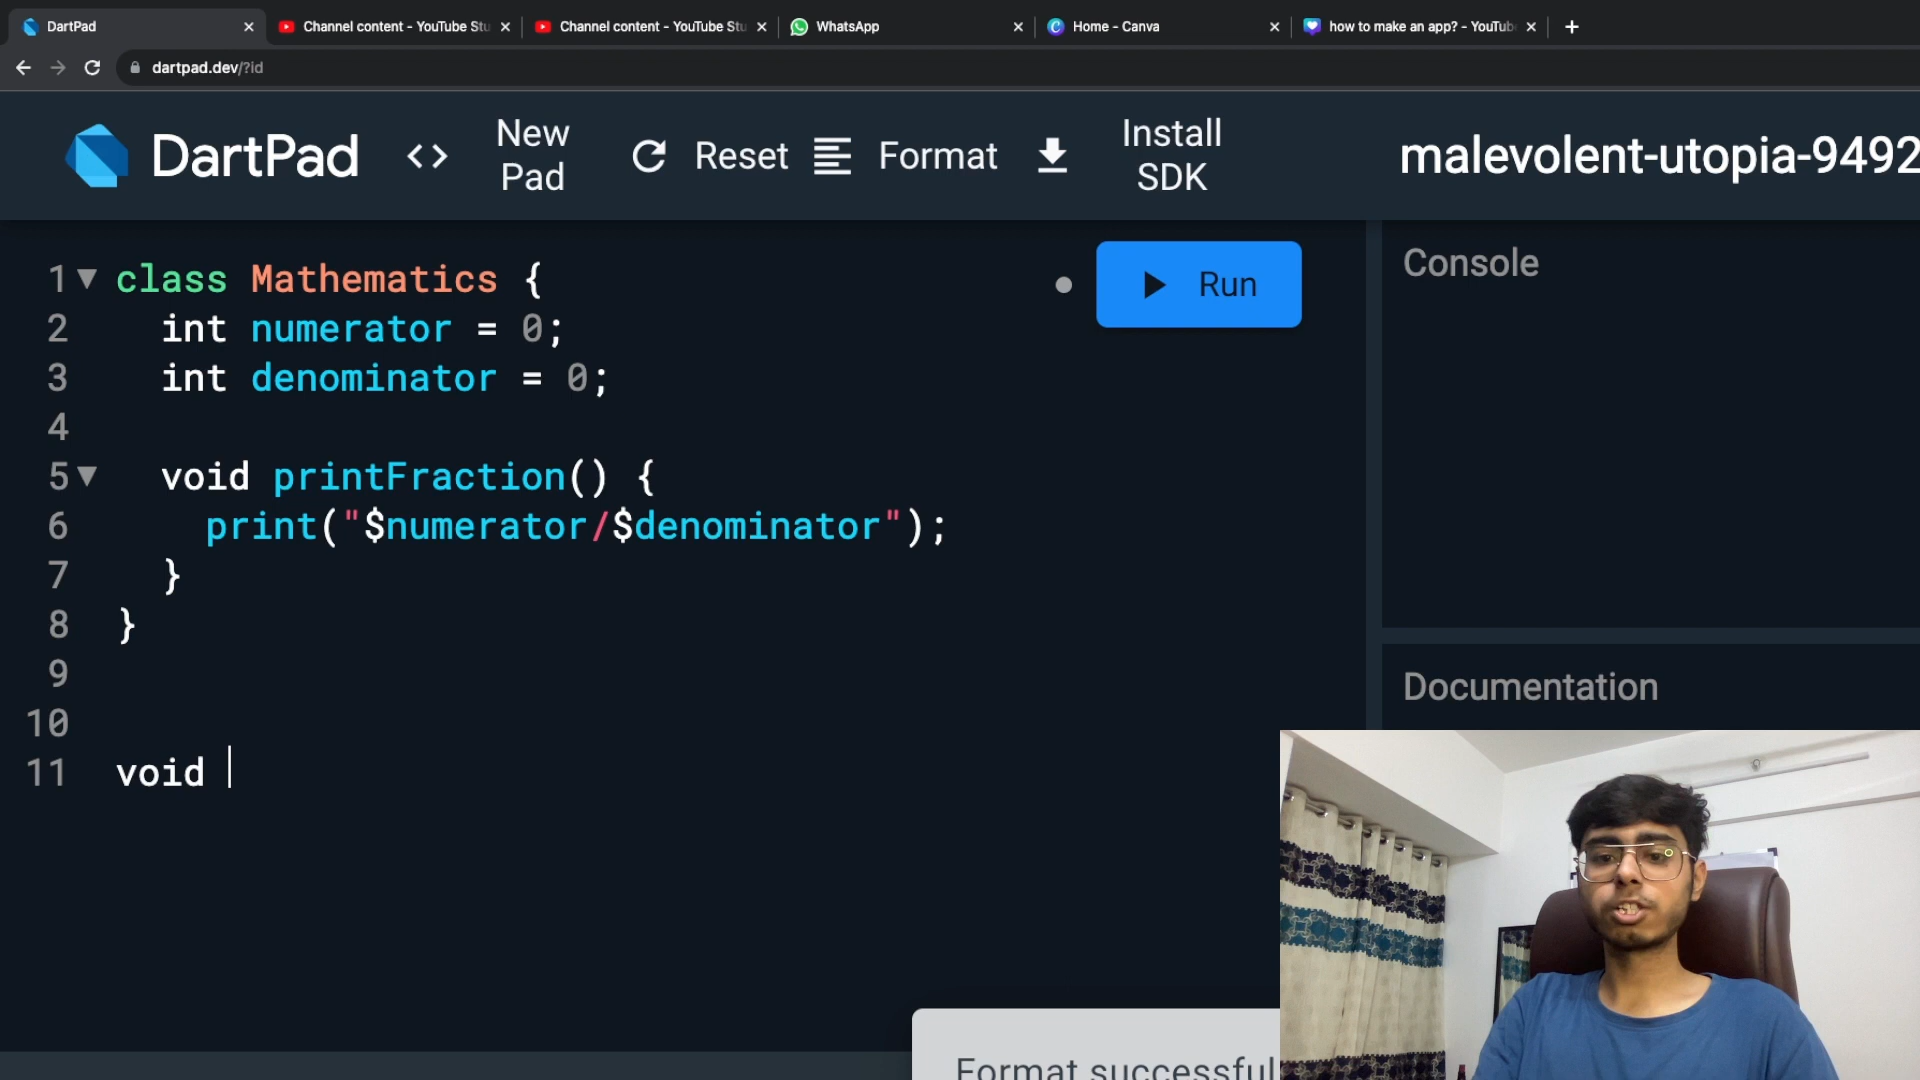 DartPad
Channel content - YouTube Stu
Channel content - YouTube Stu
WhatsApp
Home - Canva
how to make an app? - YouTube
dartpad.dev/?id
DartPad
<> New Pad
Reset
Format
Install SDK
malevolent-utopia-9492
1 class Mathematics {
2 int numerator = 0;
3 int denominator = 0;
4
5 void printFraction() {
6 print("$numerator/$denominator");
7 }
8 }
9
10
11 void
Run
Console
Documentation
Format successful